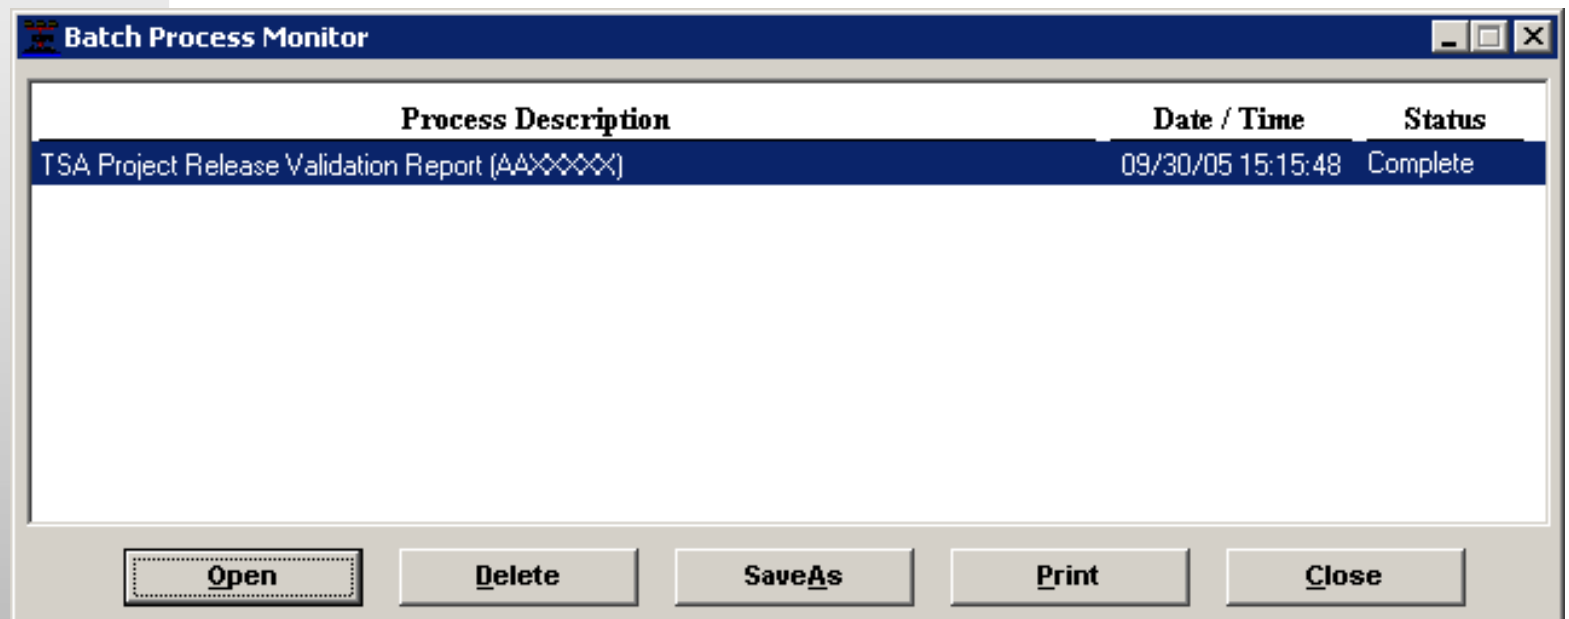 Batch Process Monitor
Process Description Date / Time Status
TSA Project Release Validation Report (AAXXXXX) 09/30/05 15:15:48 Complete
Open Delete SaveAs Print Close